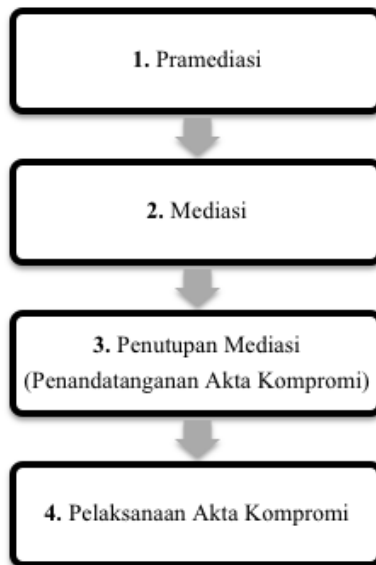 1. Pramediasi
2. Mediasi
3. Penutupan Mediasi
(Penandatanganan Akta Kompromi)
4. Pelaksanaan Akta Kompromi